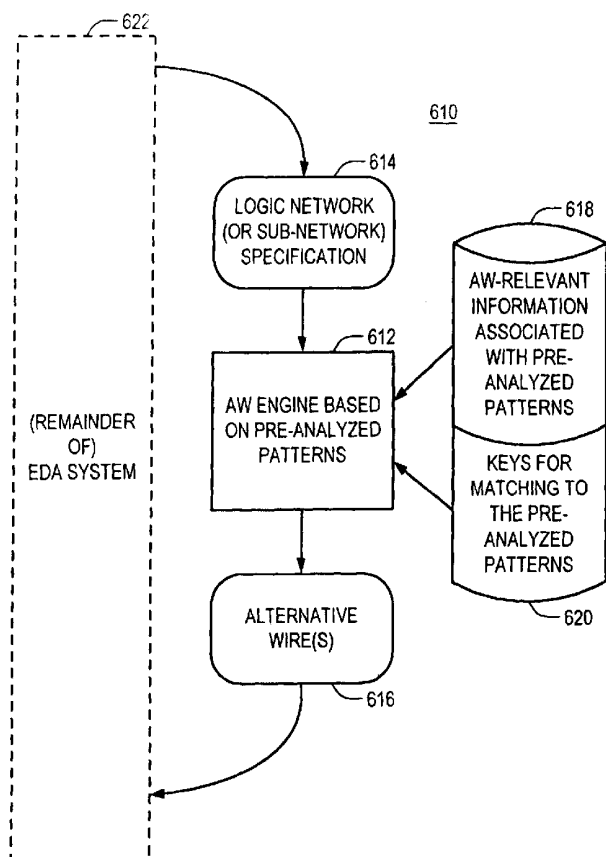 622
610
614
LOGIC NETWORK
(OR SUB-NETWORK)
SPECIFICATION
618
AW-RELEVANT
INFORMATION
ASSOCIATED
WITH PRE-
ANALYZED
PATTERNS
612
AW ENGINE BASED
ON PRE-ANALYZED
PATTERNS
(REMAINDER
OF)
EDA SYSTEM
KEYS FOR
MATCHING TO
THE PRE-
ANALYZED
PATTERNS
620
ALTERNATIVE
WIRE(S)
616